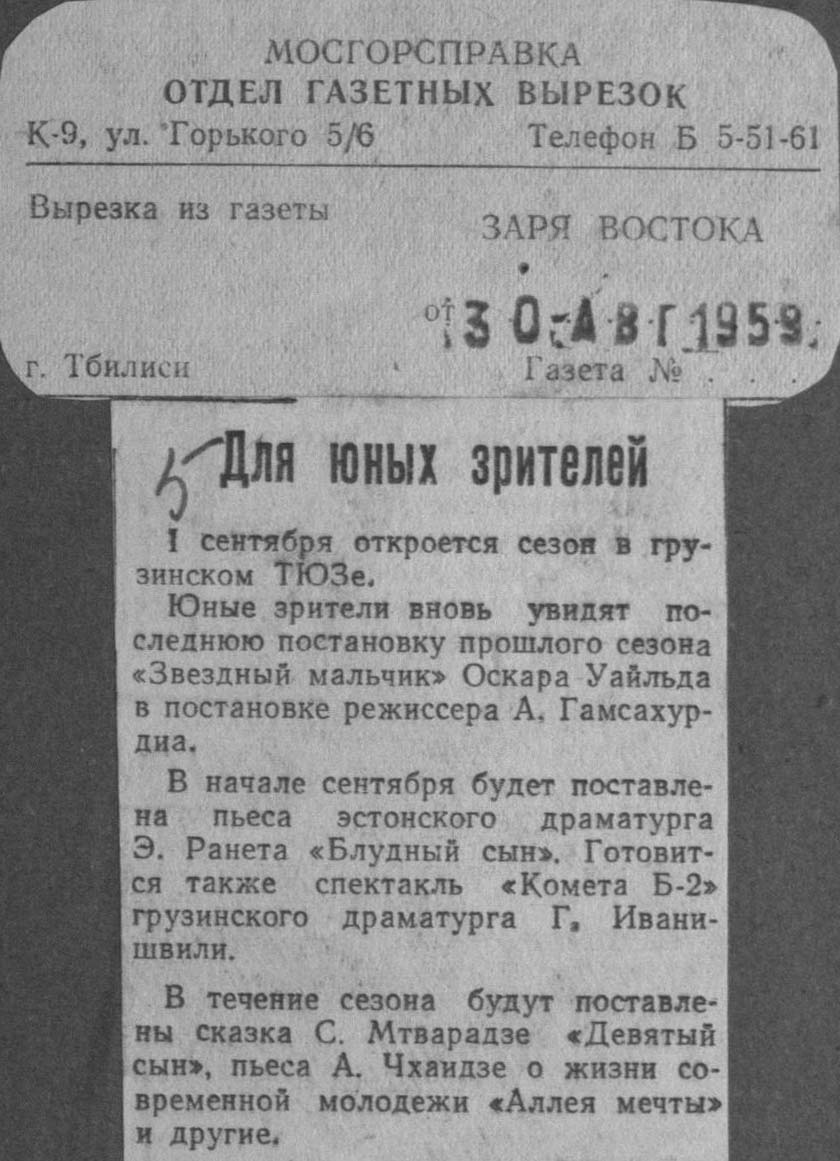 МОСГОРСПРАВКА
ОТДЕЛ ГАЗЕТНЫХ ВЫРЕЗОК
К-9, ул. Горького 5/6 Телефон Б 5-51-61
Вырезка из газеты
ЗАРЯ ВОСТОКА
от 30 АВГ 1959
г. Тбилиси Газета № . . .
5
Для юных зрителей
1 сентября откроется сезон в гру-
зинском ТЮЗе.
Юные зрители вновь увидят по-
следнюю постановку прошлого сезона
«Звездный мальчик» Оскара Уайльда
в постановке режиссера А. Гамсахур-
диа.
В начале сентября будет поставле-
на пьеса эстонского драматурга
Э. Ранета «Блудный сын». Готовит-
ся также спектакль «Комета Б-2»
грузинского драматурга Г. Ивани-
швили.
В течение сезона будут поставле-
ны сказка С. Мтварадзе «Девятый
сын», пьеса А. Чхаидзе о жизни со-
временной молодежи «Аллея мечты»
и другие.